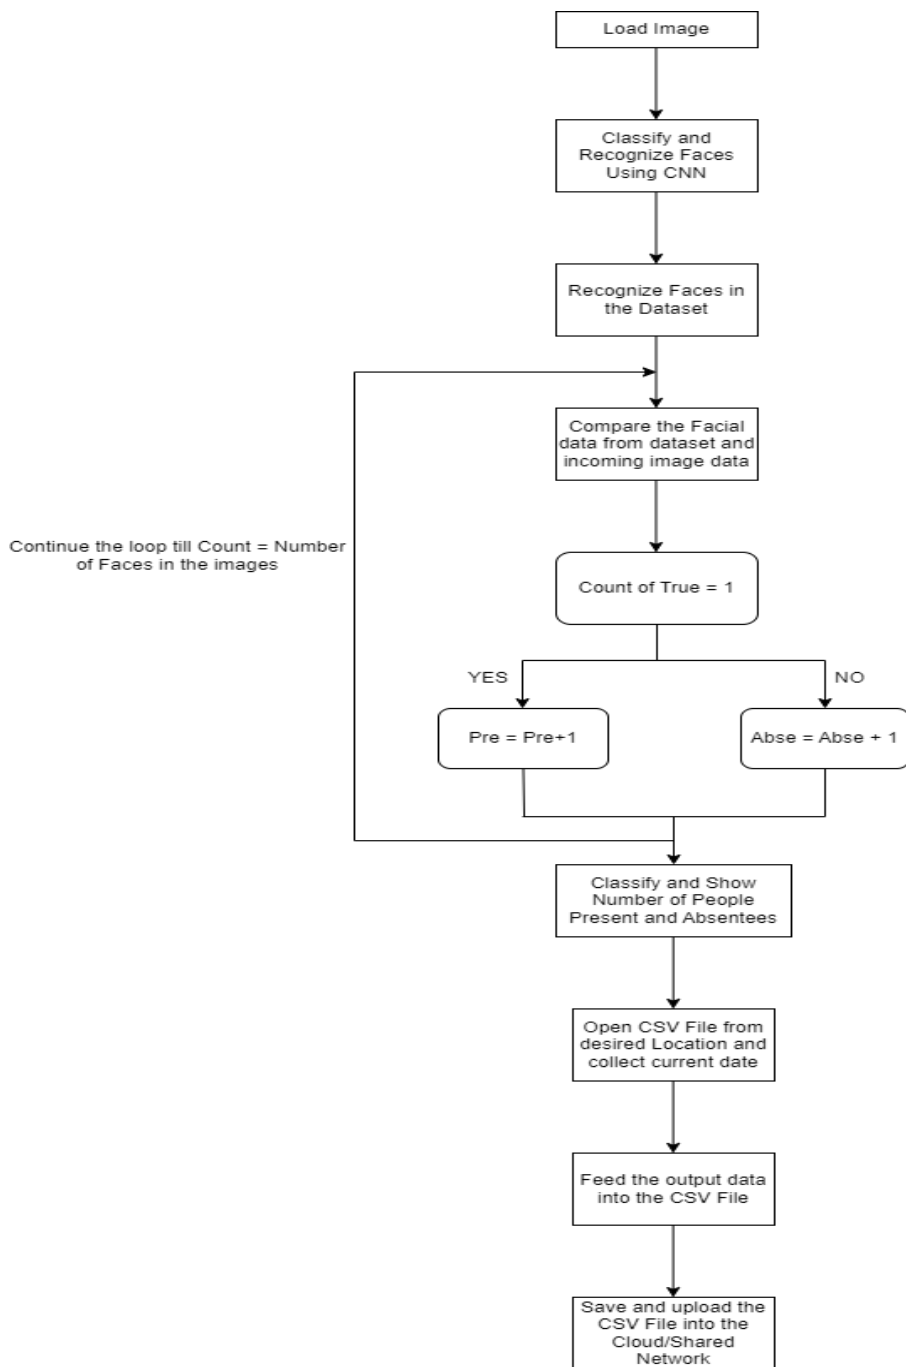 Load Image
Classify and
Recognize Faces
Using CNN
Recognize Faces in
the Dataset
Compare the Facial
data from dataset and
incoming image data
Continue the loop till Count = Number
of Faces in the images
Count of True = 1
YES
NO
Pre = Pre+1
Abse = Abse + 1
Classify and Show
Number of People
Present and Absentees
Open CSV File from
desired Location and
collect current date
Feed the output data
into the CSV File
Save and upload the
CSV File into the
Cloud/Shared
Network